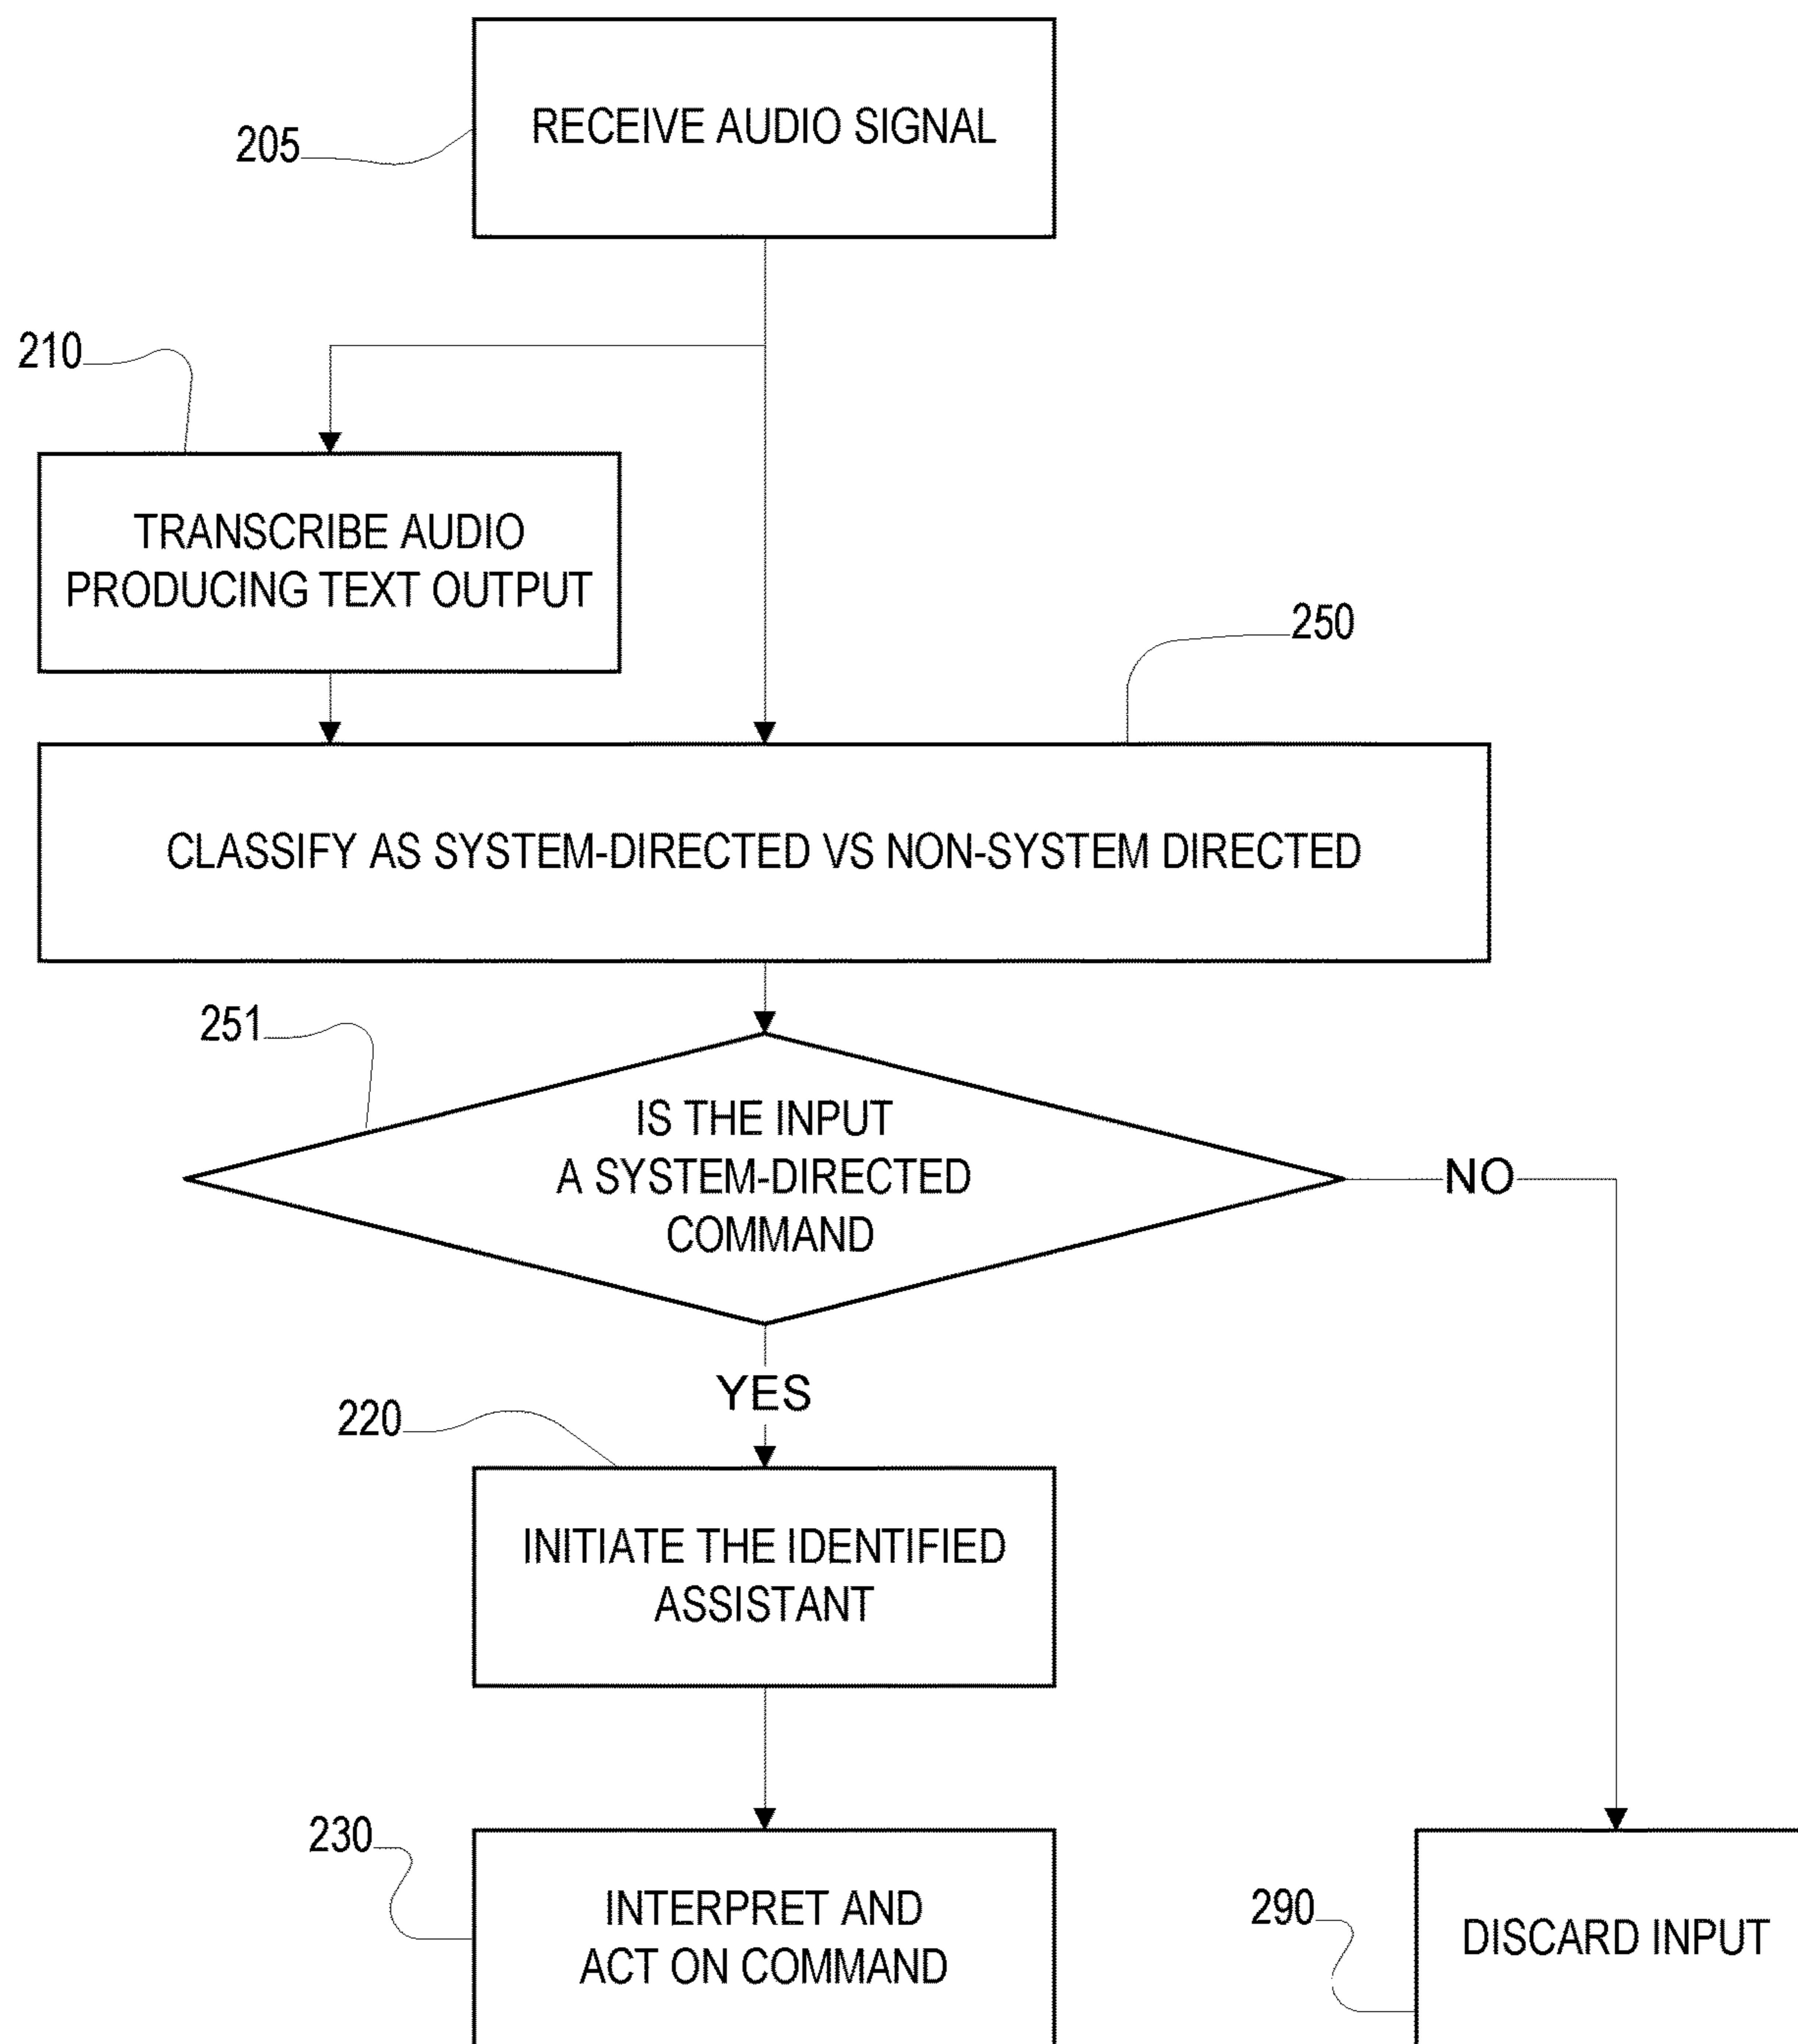 RECEIVE AUDIO SIGNAL
205
210
TRANSCRIBE AUDIO
PRODUCING TEXT OUTPUT
250
CLASSIFY AS SYSTEM-DIRECTED VS NON-SYSTEM DIRECTED
251
IS THE INPUT
A SYSTEM-DIRECTED
COMMAND
NO
YES
220
INITIATE THE IDENTIFIED
ASSISTANT
230
INTERPRET AND
ACT ON COMMAND
290
DISCARD INPUT